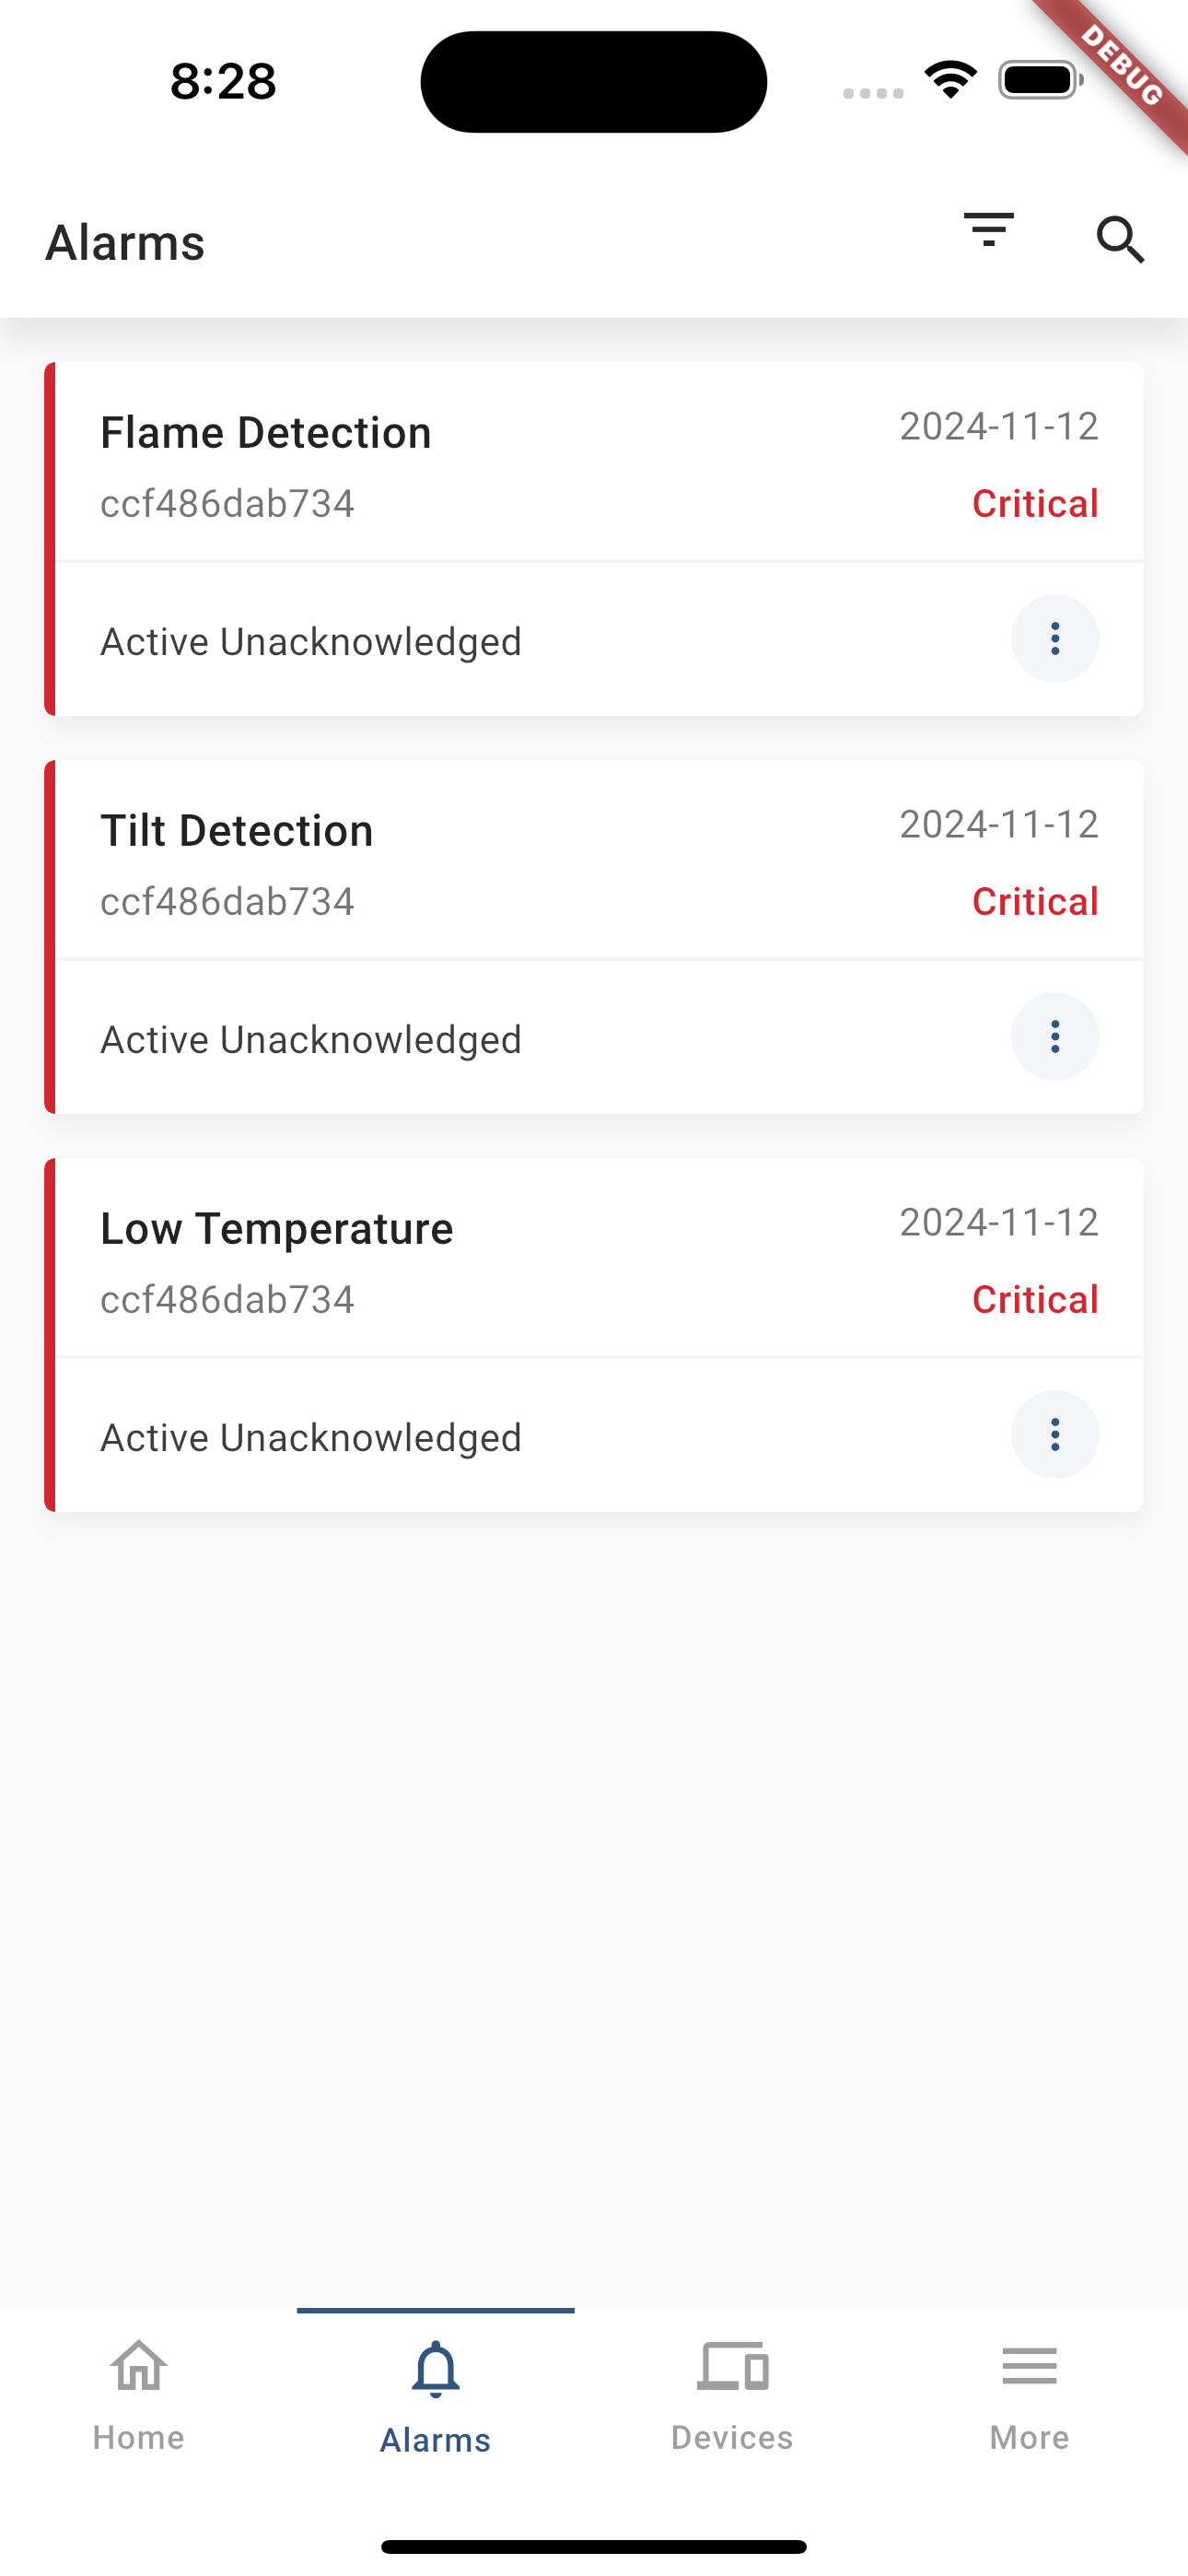 8:28
DEBUG
Alarms
Flame Detection 2024-11-12
ccf486dab734 Critical
Active Unacknowledged
Tilt Detection 2024-11-12
ccf486dab734 Critical
Active Unacknowledged
Low Temperature 2024-11-12
ccf486dab734 Critical
Active Unacknowledged
Home Alarms Devices More